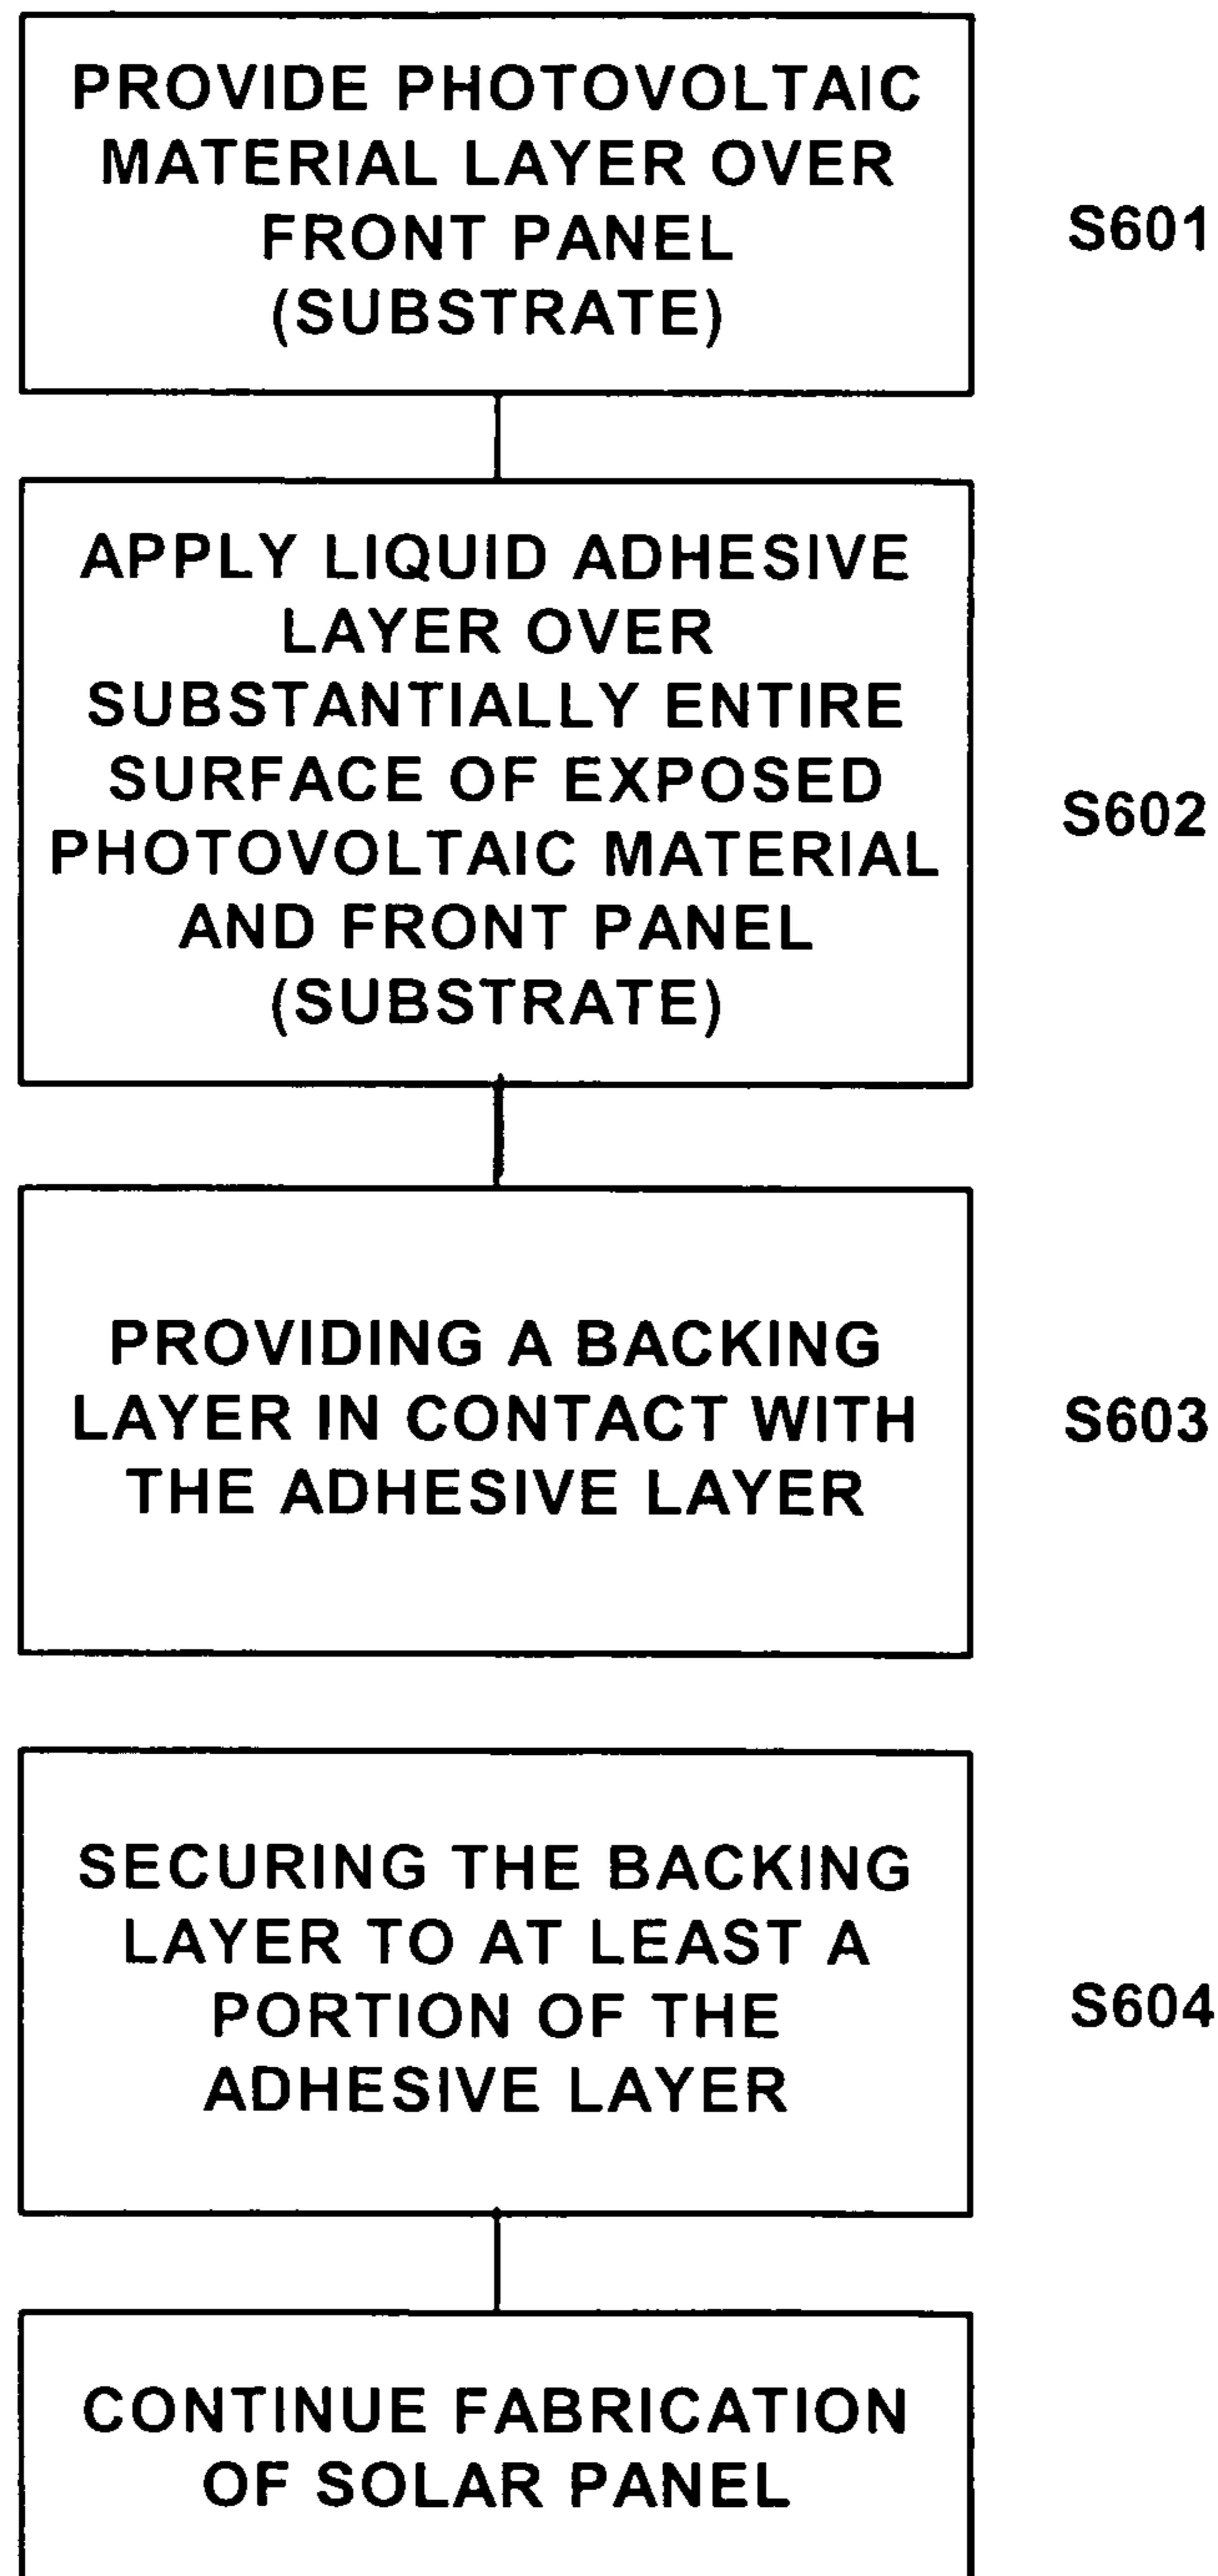 PROVIDE PHOTOVOLTAIC
MATERIAL LAYER OVER
FRONT PANEL
(SUBSTRATE)
S601
APPLY LIQUID ADHESIVE
LAYER OVER
SUBSTANTIALLY ENTIRE
SURFACE OF EXPOSED
PHOTOVOLTAIC MATERIAL
AND FRONT PANEL
(SUBSTRATE)
S602
PROVIDING A BACKING
LAYER IN CONTACT WITH
THE ADHESIVE LAYER
S603
SECURING THE BACKING
LAYER TO AT LEAST A
PORTION OF THE
ADHESIVE LAYER
S604
CONTINUE FABRICATION
OF SOLAR PANEL